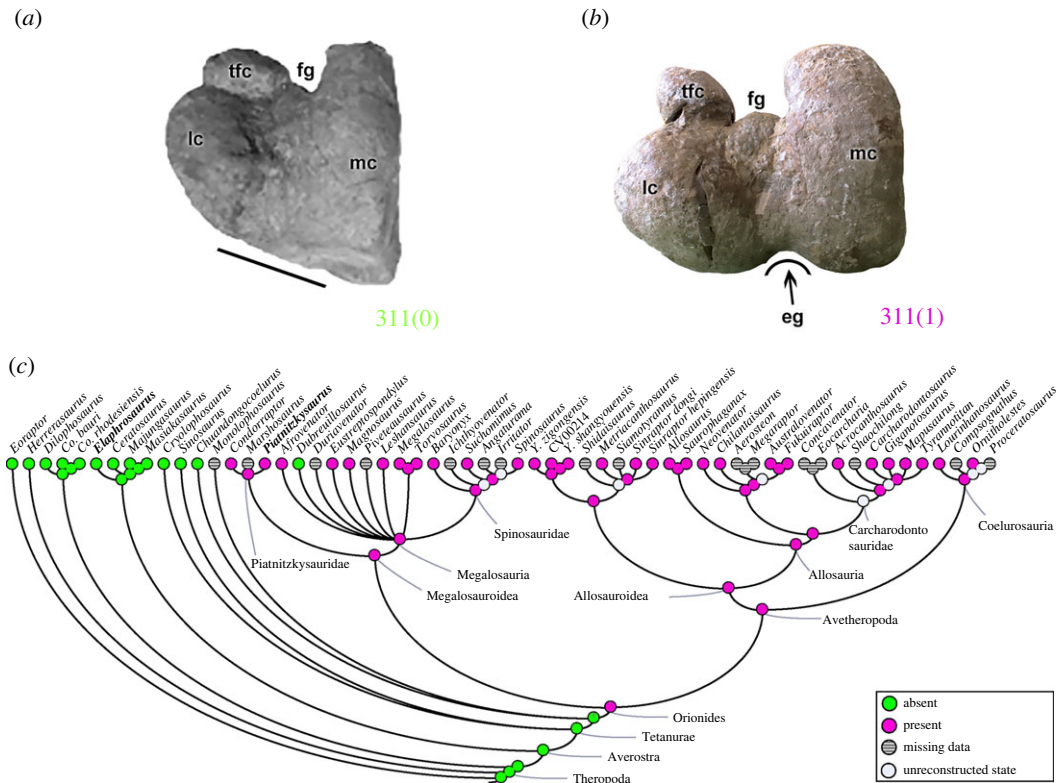 (a)
tfc
fg
lc
mc
311(0)
(b)
tfc
fg
lc
mc
eg
311(1)
(c)
Eoraptor
Herrerasaurus
Dilophosaurus
Co. bauri
Co. rhodesiensis
Elaphrosaurus
Ceratosaurus
Majungasaurus
Masiakasaurus
Cryolophosaurus
Sinosaurus
Chuandongocoelurus
Monolophosaurus
Condorraptor
Marshosaurus
Piatnitzkysaurus
Afrovenator
Dubreuillosaurus
Duriavenator
Eustreptospondylus
Magnosaurus
Piveteausaurus
Leshansaurus
Megalosaurus
Torvosaurus
Baryonyx
Ichthyovenator
Suchomimus
Angaturama
Irritator
Spinosaurus
Y. zigongensis
CV00214
Y. shangyouensis
Shidaisaurus
Metriacanthosaurus
Siamotyrannus
Sinraptor dongi
Sinraptor hepingensis
Allosaurus
Saurophaganax
Neovenator
Chilantaisaurus
Aerosteon
Megaraptor
Australovenator
Fukuiraptor
Concavenator
Eocarcharia
Acrocanthosaurus
Shaochilong
Carcharodontosaurus
Giganotosaurus
Mapusaurus
Tyrannotitan
Lourinhanosaurus
Compsognathus
Ornitholestes
Proceratosaurus
Spinosauridae
Carcharodonto
sauridae
Coelurosauria
Piatnitzkysauridae
Megalosauria
Allosauria
Megalosauroidea
Allosauroidea
Avetheropoda
Orionides
Tetanurae
Averostra
Theropoda
absent
present
missing data
unreconstructed state